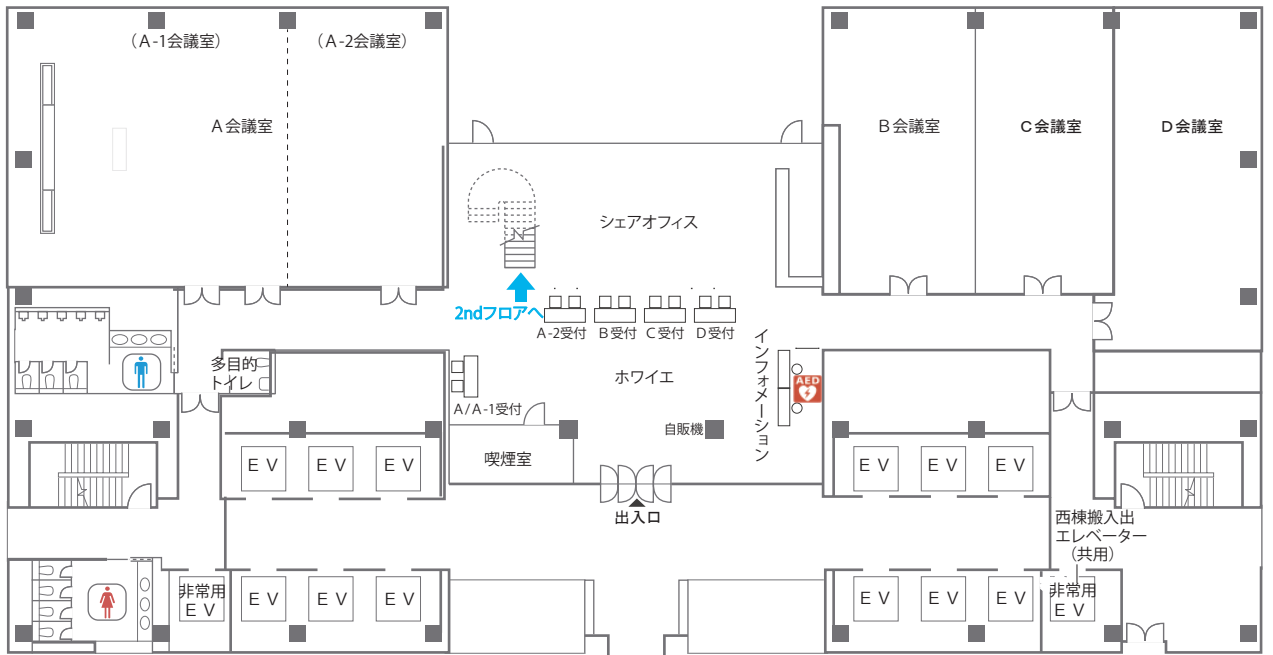 (A-1会議室)
(A-2会議室)
A会議室
B会議室
C会議室
D会議室
シェアオフィス
2ndフロアへ
A-2受付
B受付
C受付
D受付
インフォメーション
多目的
トイレ
ホワイエ
AED
A/A-1受付
自販機
喫煙室
EV
EV
EV
EV
EV
EV
出入口
西棟搬入出
エレベーター
(共用)
非常用
EV
EV
EV
EV
EV
EV
EV
非常用
EV